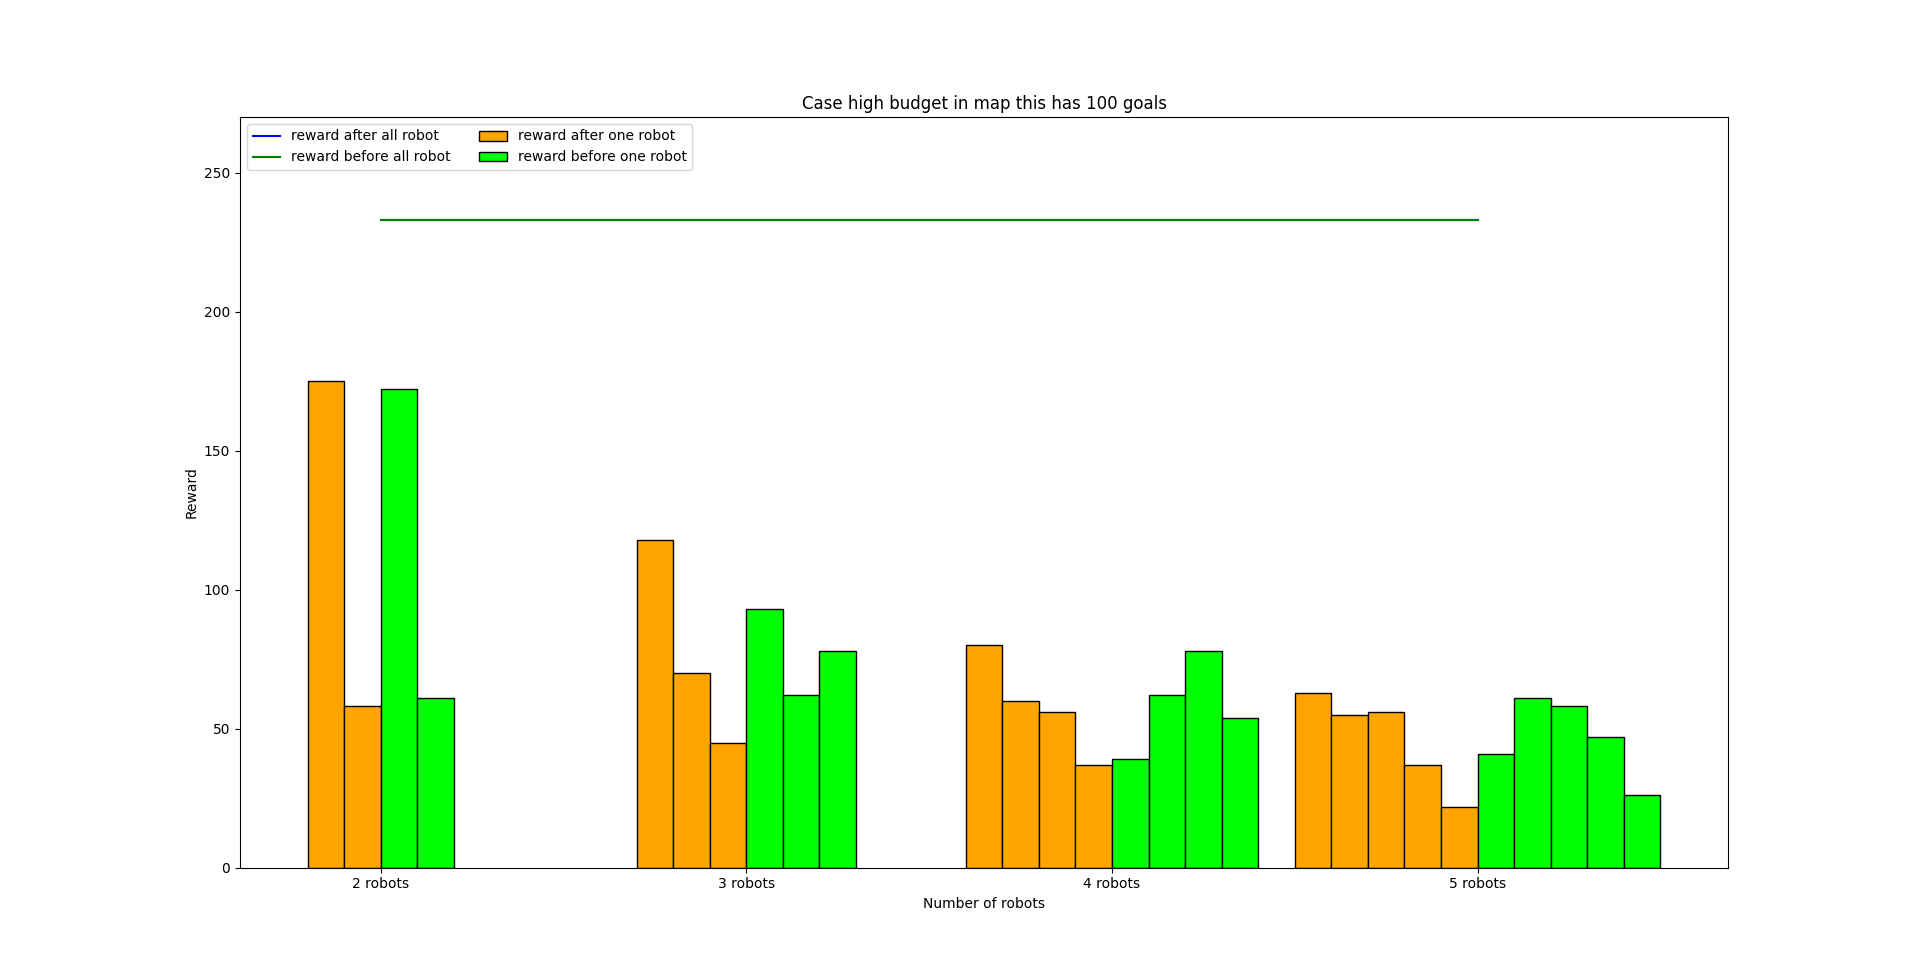 Case high budget in map this has 100 goals
reward after all robot
reward before all robot
reward after one robot
reward before one robot
250
200
150
100
50
0
Reward
2 robots
3 robots
4 robots
5 robots
Number of robots